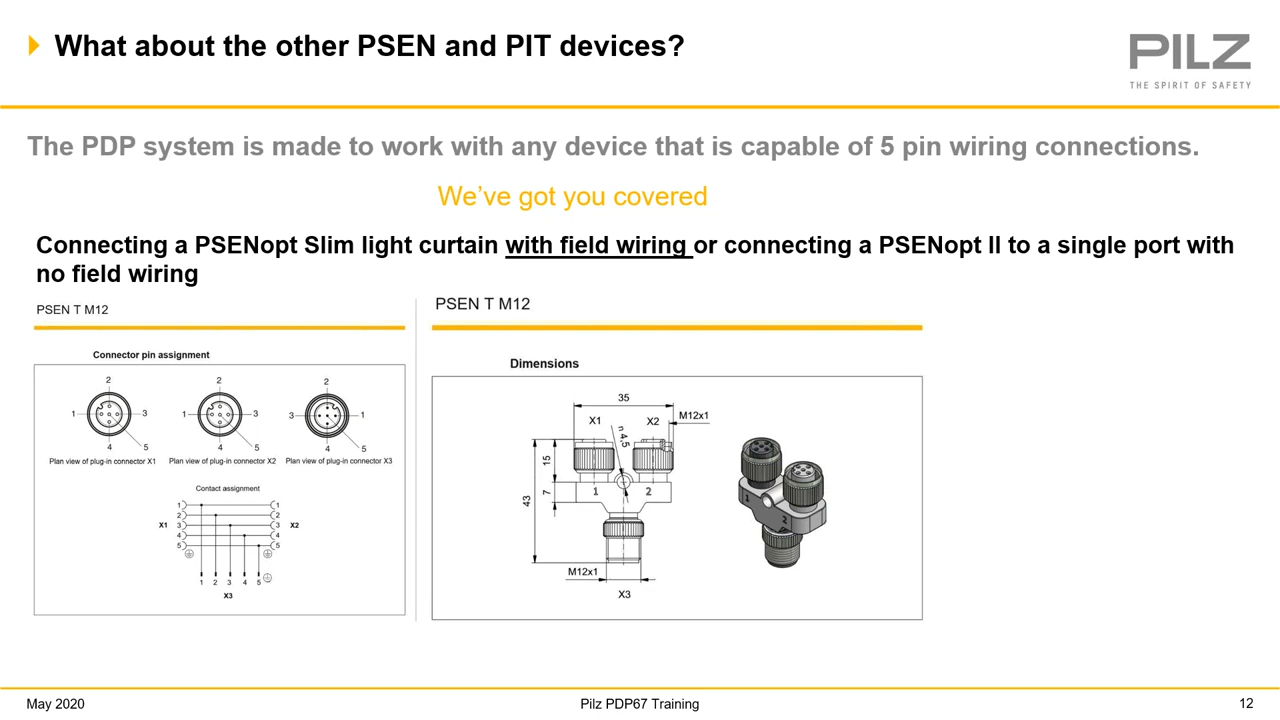 What about the other PSEN and PIT devices?
PILZ
THE SPIRIT OF SAFETY
The PDP system is made to work with any device that is capable of 5 pin wiring connections.
We’ve got you covered
Connecting a PSENopt Slim light curtain with field wiring or connecting a PSENopt II to a single port with
no field wiring
PSEN T M12
Connector pin assignment
2 2 2
1 3 1 3 3 1
4 5 4 5 4 5
Plan view of plug-in connector X1 Plan view of plug-in connector X2 Plan view of plug-in connector X3
Contact assignment
1 1
2 2
X1 3 3 X2
4 4
5 5
1 2 3 4 5
X3
PSEN T M12
Dimensions
35
X1 X2 M12x1
n 4,5
15
43 7
1 2
M12x1
X3
1
2
May 2020 Pilz PDP67 Training 12